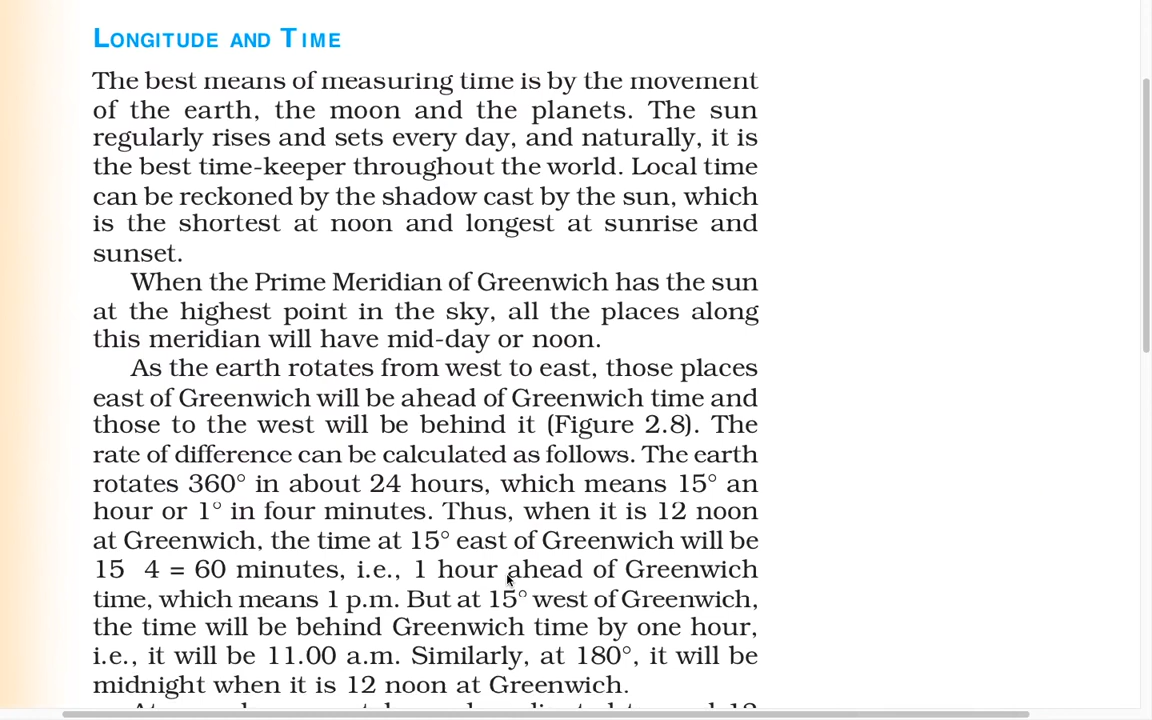 LONGITUDE AND TIME
The best means of measuring time is by the movement
of the earth, the moon and the planets. The sun
regularly rises and sets every day, and naturally, it is
the best time-keeper throughout the world. Local time
can be reckoned by the shadow cast by the sun, which
is the shortest at noon and longest at sunrise and
sunset.
When the Prime Meridian of Greenwich has the sun
at the highest point in the sky, all the places along
this meridian will have mid-day or noon.
As the earth rotates from west to east, those places
east of Greenwich will be ahead of Greenwich time and
those to the west will be behind it (Figure 2.8). The
rate of difference can be calculated as follows. The earth
rotates 360° in about 24 hours, which means 15° an
hour or 1° in four minutes. Thus, when it is 12 noon
at Greenwich, the time at 15° east of Greenwich will be
15 4 = 60 minutes, i.e., 1 hour ahead of Greenwich
time, which means 1 p.m. But at 15° west of Greenwich,
the time will be behind Greenwich time by one hour,
i.e., it will be 11.00 a.m. Similarly, at 180°, it will be
midnight when it is 12 noon at Greenwich.